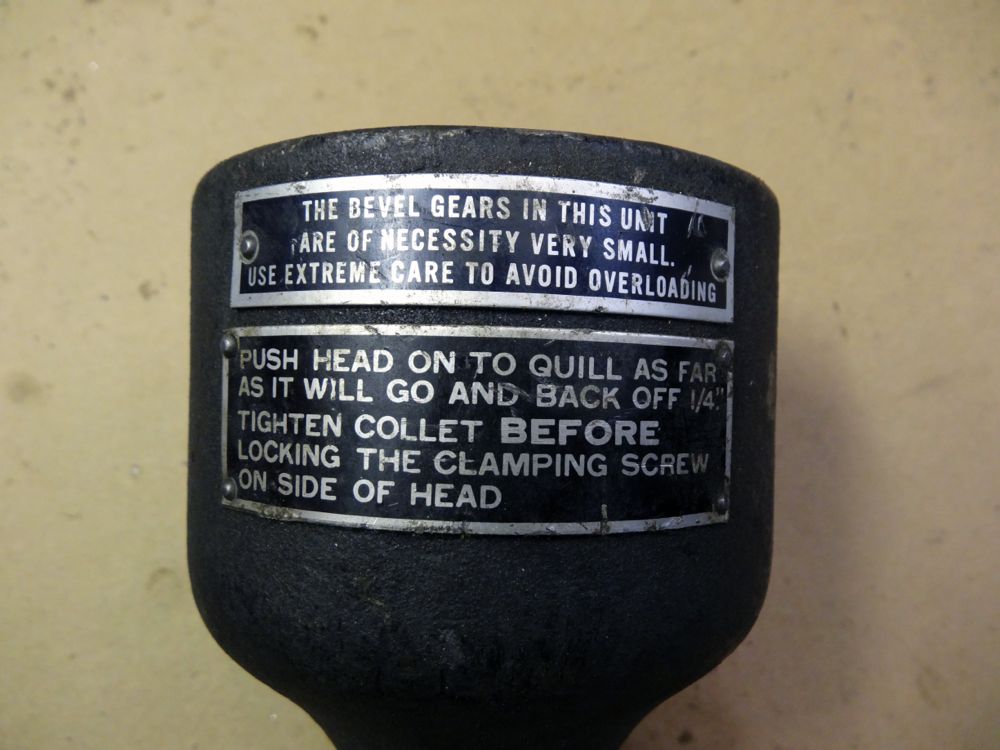 THE BEVEL GEARS IN THIS UNIT
ARE OF NECESSITY VERY SMALL.
USE EXTREME CARE TO AVOID OVERLOADING
PUSH HEAD ON TO QUILL AS FAR
AS IT WILL GO AND BACK OFF 1/4".
TIGHTEN COLLET BEFORE
LOCKING THE CLAMPING SCREW
ON SIDE OF HEAD